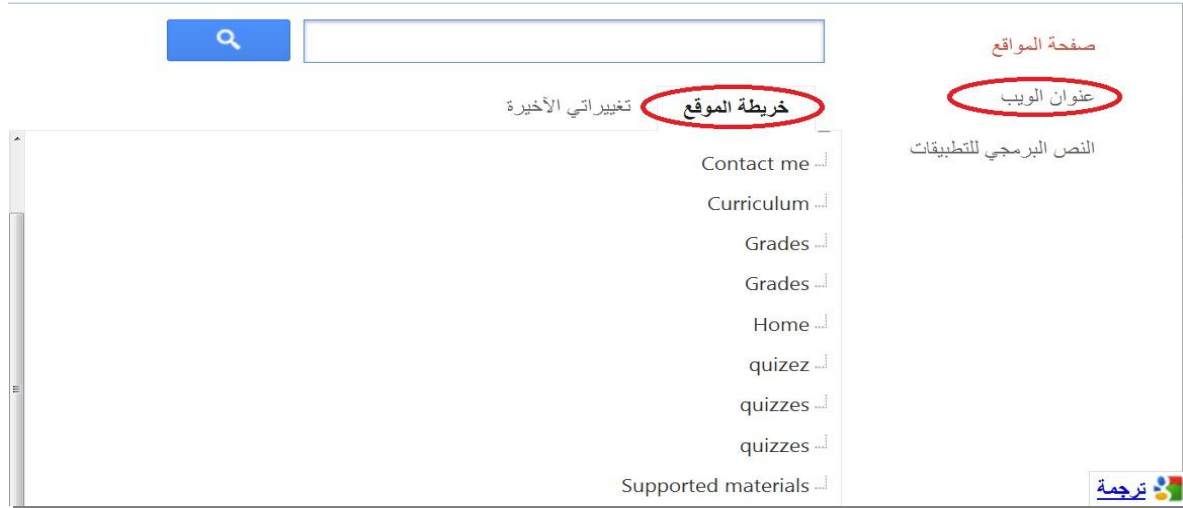 صفحة المواقع
عنوان الويب
النص البرمجي للتطبيقات
خريطة الموقع تغييراتي الآخيرة
Contact me
Curriculum
Grades
Grades
Home
quizez
quizzes
quizzes
Supported materials
ترجمة